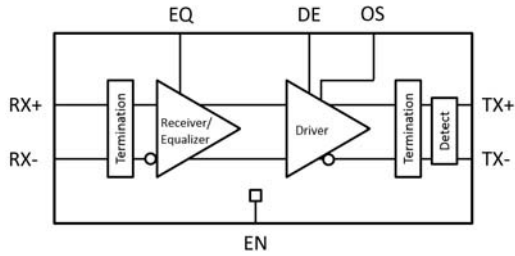 EQ DE OS
RX+ TX+
Termination
Receiver/
Equalizer
Driver
Termination
Detect
RX- TX-
EN